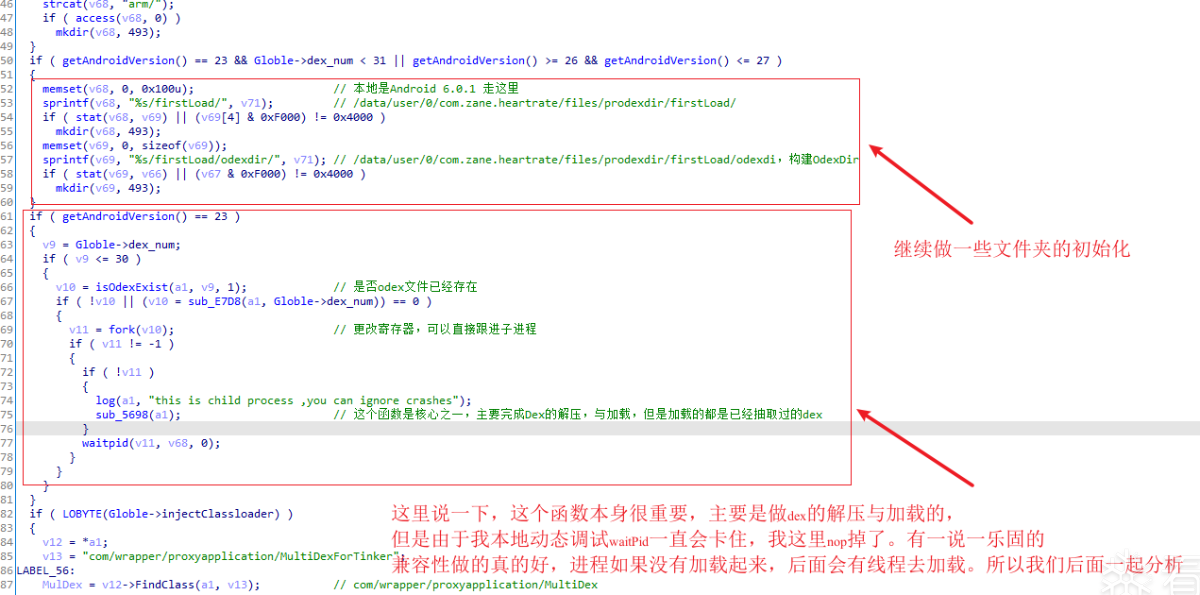 46 strcat(v68, "arm/");
47 if ( access(v68, 0) )
48 mkdir(v68, 493);
49 }
50 if ( getAndroidVersion() == 23 && Globle->dex_num < 31 || getAndroidVersion() >= 26 && getAndroidVersion() <= 27 )
51 {
52 memset(v68, 0, 0x100u); // 本地是Android 6.0.1 走这里
53 sprintf(v68, "%s/firstLoad/", v71); // /data/user/0/com.zane.heartrate/files/prodexdir/firstLoad/
54 if ( stat(v68, v69) || (v69[4] & 0xF000) != 0x4000 )
55 mkdir(v68, 493);
56 memset(v69, 0, sizeof(v69));
57 sprintf(v69, "%s/firstLoad/odexdir/", v71); // /data/user/0/com.zane.heartrate/files/prodexdir/firstLoad/odexdi，构建OdexDir
58 if ( stat(v69, v66) || (v67 & 0xF000) != 0x4000 )
59 mkdir(v69, 493);
60 }
继续做一些文件夹的初始化
61 if ( getAndroidVersion() == 23 )
62 {
63 v9 = Globle->dex_num;
64 if ( v9 <= 30 )
65 {
66 v10 = isOdexExist(a1, v9, 1); // 是否odex文件已经存在
67 if ( !v10 || (v10 = sub_E7D8(a1, Globle->dex_num)) == 0 )
68 {
69 v11 = fork(v10); // 更改寄存器，可以直接跟进子进程
70 if ( v11 != -1 )
71 {
72 if ( !v11 )
73 {
74 log(a1, "this is child process ,you can ignore crashes");
75 sub_5698(a1); // 这个函数是核心之一，主要完成Dex的解压，与加载，但是加载的都是已经抽取过的dex
76 }
77 waitpid(v11, v68, 0);
78 }
79 }
80 }
81 }
82 if ( LOBYTE(Globle->injectClassloader) )
83 {
84 v12 = *a1;
85 v13 = "com/wrapper/proxyapplication/MultiDexForTinker";
86 LABEL_56:
87 MulDex = v12->FindClass(a1, v13); // com/wrapper/proxyapplication/MultiDex
这里说一下，这个函数本身很重要，主要是做dex的解压与加载的，
但是由于我本地动态调试waitPid一直会卡住，我这里nop掉了。有一说一乐固的
兼容性做的真的好，进程如果没有加载起来，后面会有线程去加载。所以我们后面一起分析